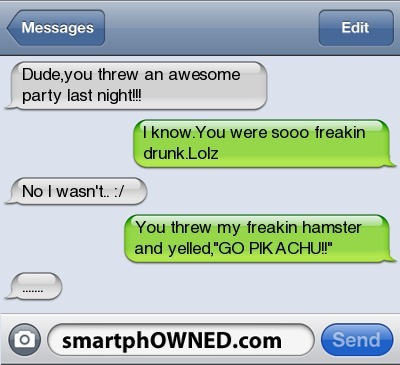 Messages
Edit
Dude,you threw an awesome
party last night!!!
I know.You were sooo freakin
drunk.Lolz
No I wasn't.. :/
You threw my freakin hamster
and yelled,"GO PIKACHU!!"
.......
smartphOWNED.com
Send